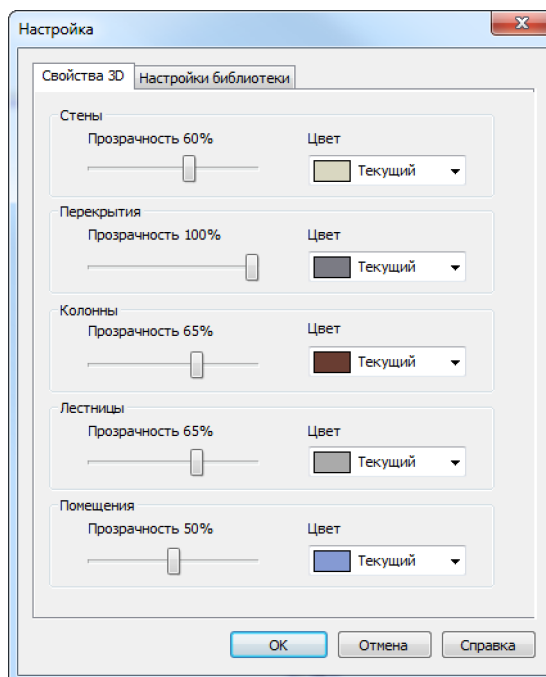 Настройка
Свойства 3D
Настройки библиотеки
Стены
Прозрачность 60%
Цвет
Текущий
Перекрытия
Прозрачность 100%
Цвет
Текущий
Колонны
Прозрачность 65%
Цвет
Текущий
Лестницы
Прозрачность 65%
Цвет
Текущий
Помещения
Прозрачность 50%
Цвет
Текущий
OK
Отмена
Справка